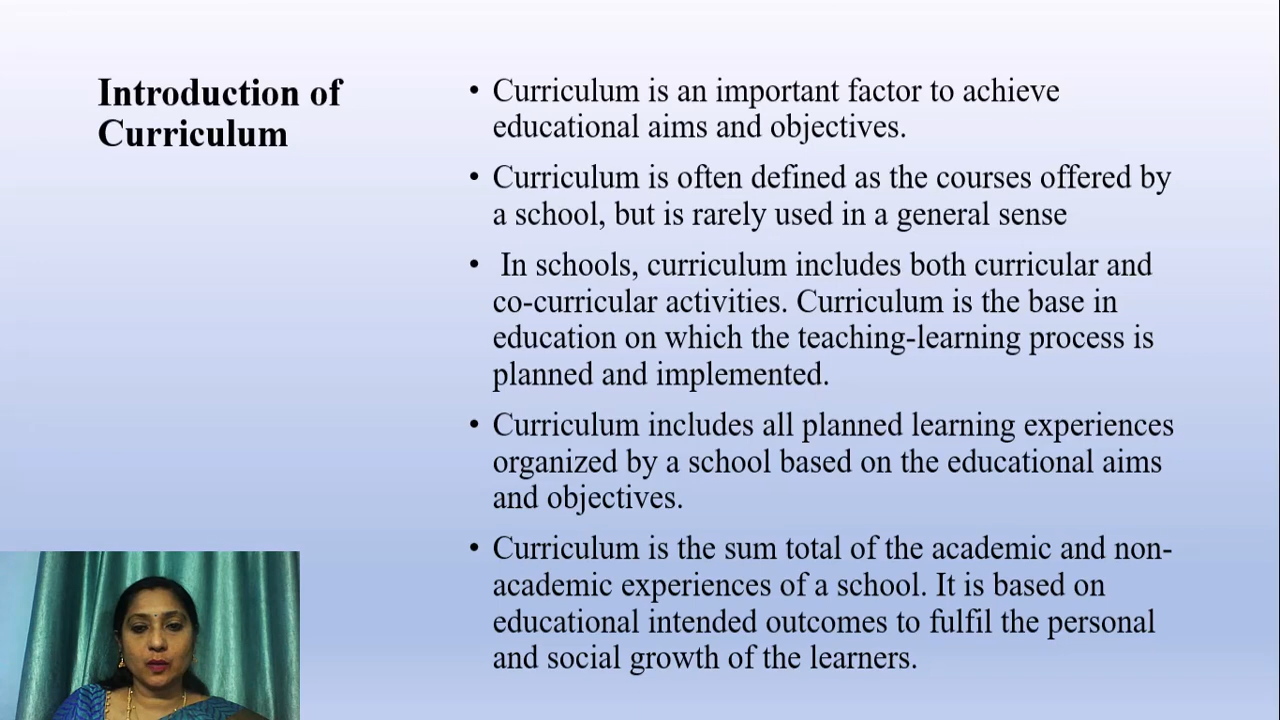 Introduction of
Curriculum
• Curriculum is an important factor to achieve
educational aims and objectives.
• Curriculum is often defined as the courses offered by
a school, but is rarely used in a general sense
• In schools, curriculum includes both curricular and
co-curricular activities. Curriculum is the base in
education on which the teaching-learning process is
planned and implemented.
• Curriculum includes all planned learning experiences
organized by a school based on the educational aims
and objectives.
• Curriculum is the sum total of the academic and non-
academic experiences of a school. It is based on
educational intended outcomes to fulfil the personal
and social growth of the learners.